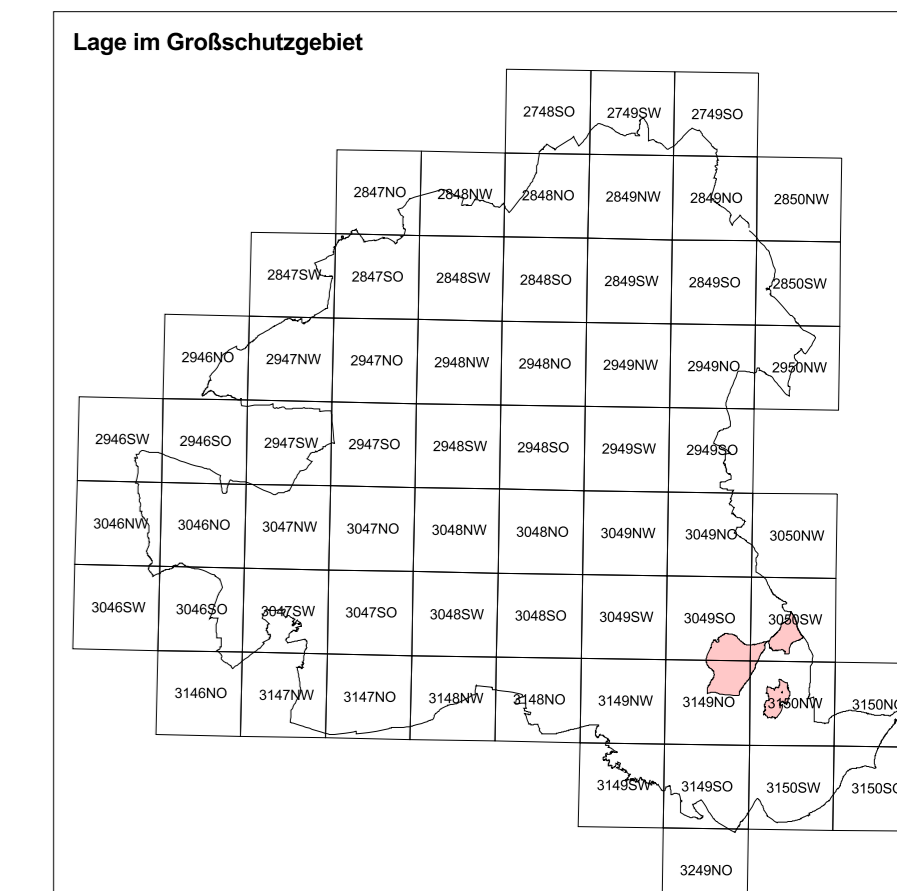 Lage im Großschutzgebiet
2748SO 2749SW 2749SO
2847NO 2848NW 2848NO 2849NW 2849NO 2850NW
2847SW 2847SO 2848SW 2848SO 2849SW 2849SO 2850SW
2946NO 2947NW 2947NO 2948NW 2948NO 2949NW 2949NO 2950NW
2946SW 2946SO 2947SW 2947SO 2948SW 2948SO 2949SW 2949SO
3046NW 3046NO 3047NW 3047NO 3048NW 3048NO 3049NW 3049NO 3050NW
3046SW 3046SO 3047SW 3047SO 3048SW 3048SO 3049SW 3049SO 3050SW
3146NO 3147NW 3147NO 3148NW 3148NO 3149NW 3149NO 3150NW 3150NO
3149SW 3149SO 3150SW 3150SO
3249NO